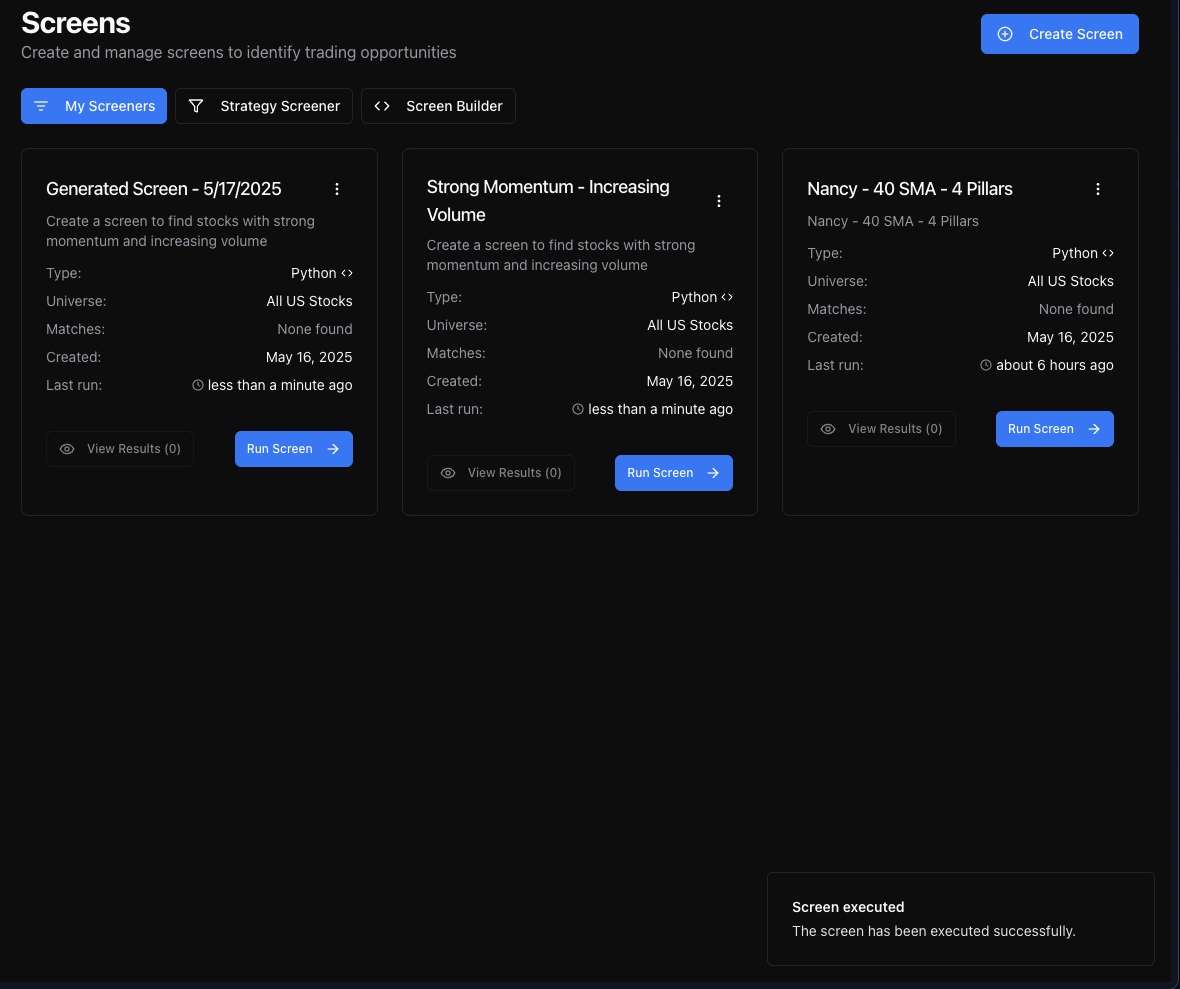 Screens
Create and manage screens to identify trading opportunities
Create Screen
My Screeners
Strategy Screener
Screen Builder
Generated Screen - 5/17/2025
Create a screen to find stocks with strong
momentum and increasing volume
Type: Python
Universe: All US Stocks
Matches: None found
Created: May 16, 2025
Last run: less than a minute ago
View Results (0)
Run Screen
Strong Momentum - Increasing
Volume
Create a screen to find stocks with strong
momentum and increasing volume
Type: Python
Universe: All US Stocks
Matches: None found
Created: May 16, 2025
Last run: less than a minute ago
View Results (0)
Run Screen
Nancy - 40 SMA - 4 Pillars
Nancy - 40 SMA - 4 Pillars
Type: Python
Universe: All US Stocks
Matches: None found
Created: May 16, 2025
Last run: about 6 hours ago
View Results (0)
Run Screen
Screen executed
The screen has been executed successfully.